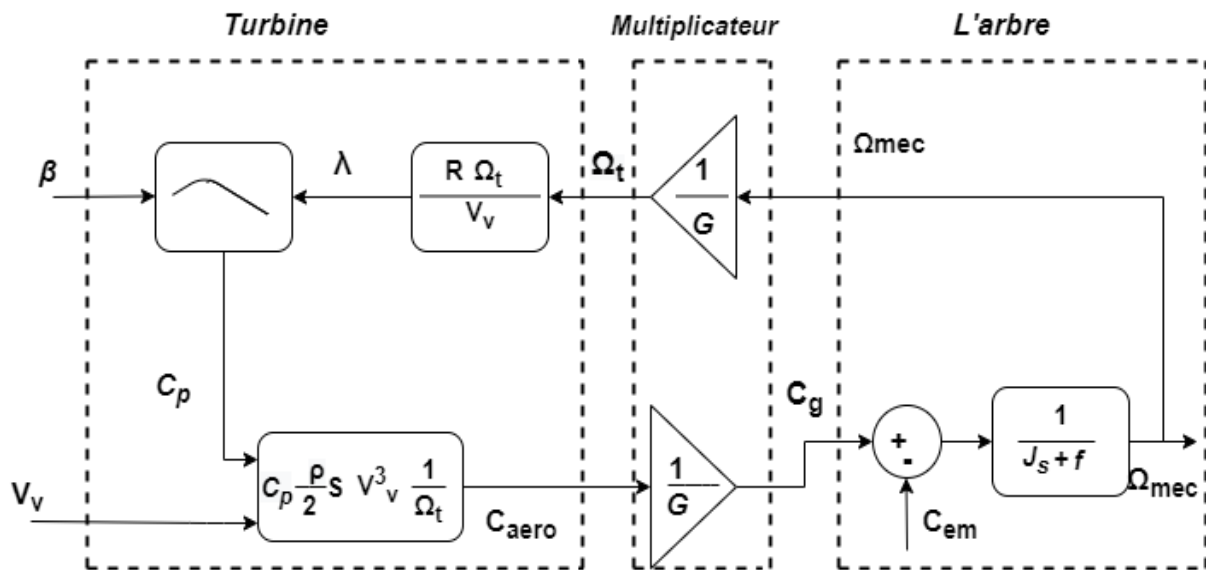 Turbine
Multiplicateur
L'arbre
β
λ
R Ω_t
V_v
Ω_t
1
G
Ωmec
C_p
C_p ρ/2 S V³_v 1/Ω_t
V_v
C_aero
1
G
C_g
+
-
C_em
1
J_S + f
Ω_mec